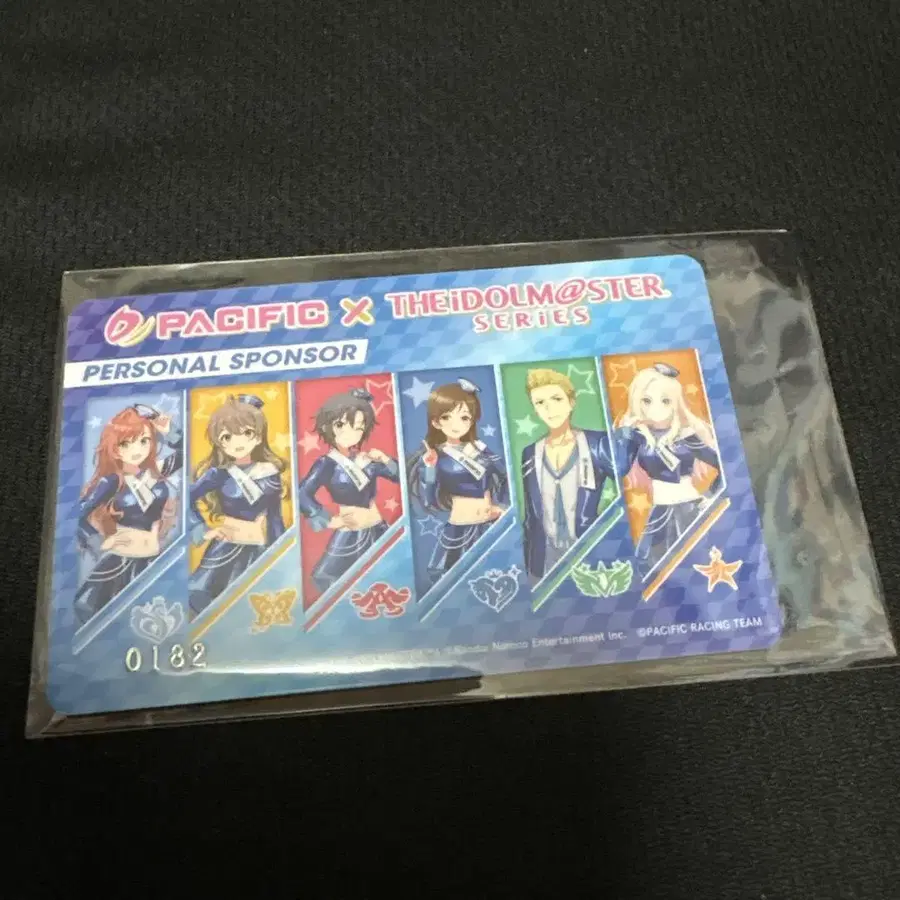 PACIFIC X THE iDOLM@STER
SERIES
PERSONAL SPONSOR
Bandai Namco Entertainment Inc. ©PACIFIC RACING TEAM
0182